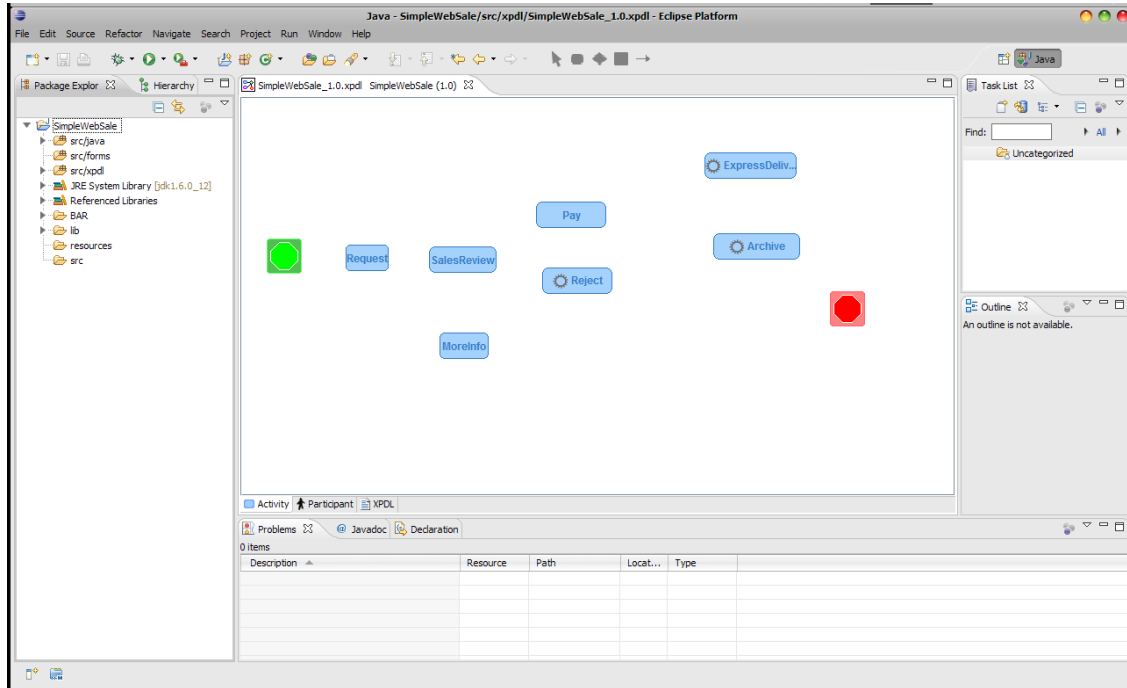 Java - SimpleWebSale/src/xpdl/SimpleWebSale_1.0.xpdl - Eclipse Platform
File Edit Source Refactor Navigate Search Project Run Window Help
Java
Package Explor
Hierarchy
SimpleWebSale_1.0.xpdl SimpleWebSale (1.0)
Task List
Find:
All
Uncategorized
SimpleWebSale
src/java
src/forms
src/xpdl
JRE System Library [jdk1.6.0_12]
Referenced Libraries
BAR
lib
resources
src
ExpressDeliv...
Pay
Archive
Request
SalesReview
Reject
MoreInfo
Outline
An outline is not available.
Activity Participant XPDL
Problems @ Javadoc Declaration
0 items
Description Resource Path Locat... Type